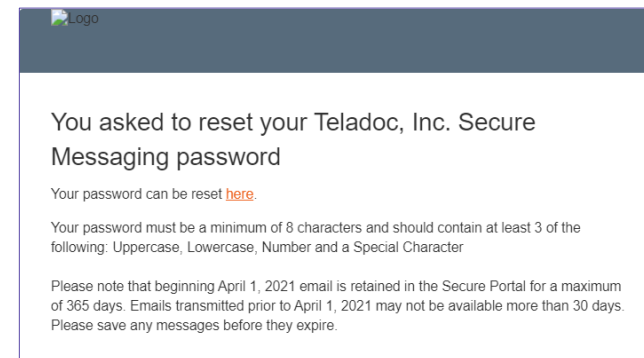 Logo
You asked to reset your Teladoc, Inc. Secure
Messaging password
Your password can be reset here.
Your password must be a minimum of 8 characters and should contain at least 3 of the
following: Uppercase, Lowercase, Number and a Special Character
Please note that beginning April 1, 2021 email is retained in the Secure Portal for a maximum
of 365 days. Emails transmitted prior to April 1, 2021 may not be available more than 30 days.
Please save any messages before they expire.